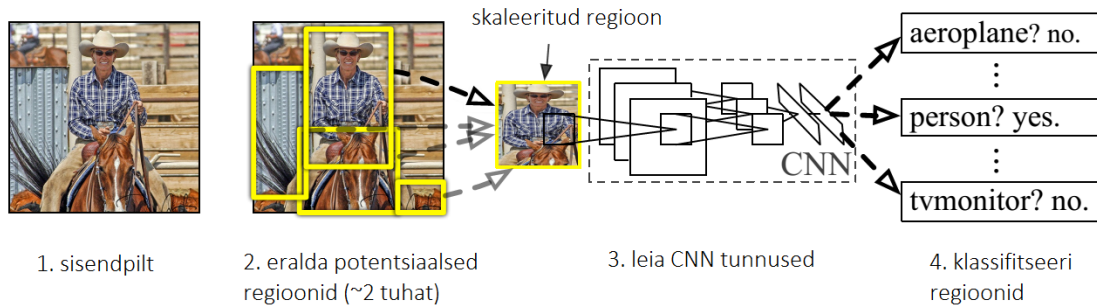 skaleeritud regioon
aeroplane? no.
person? yes.
tvmonitor? no.
CNN
1. sisendpilt
2. eralda potentsiaalsed
regioonid (~2 tuhat)
3. leia CNN tunnused
4. klassifitseeri
regioonid